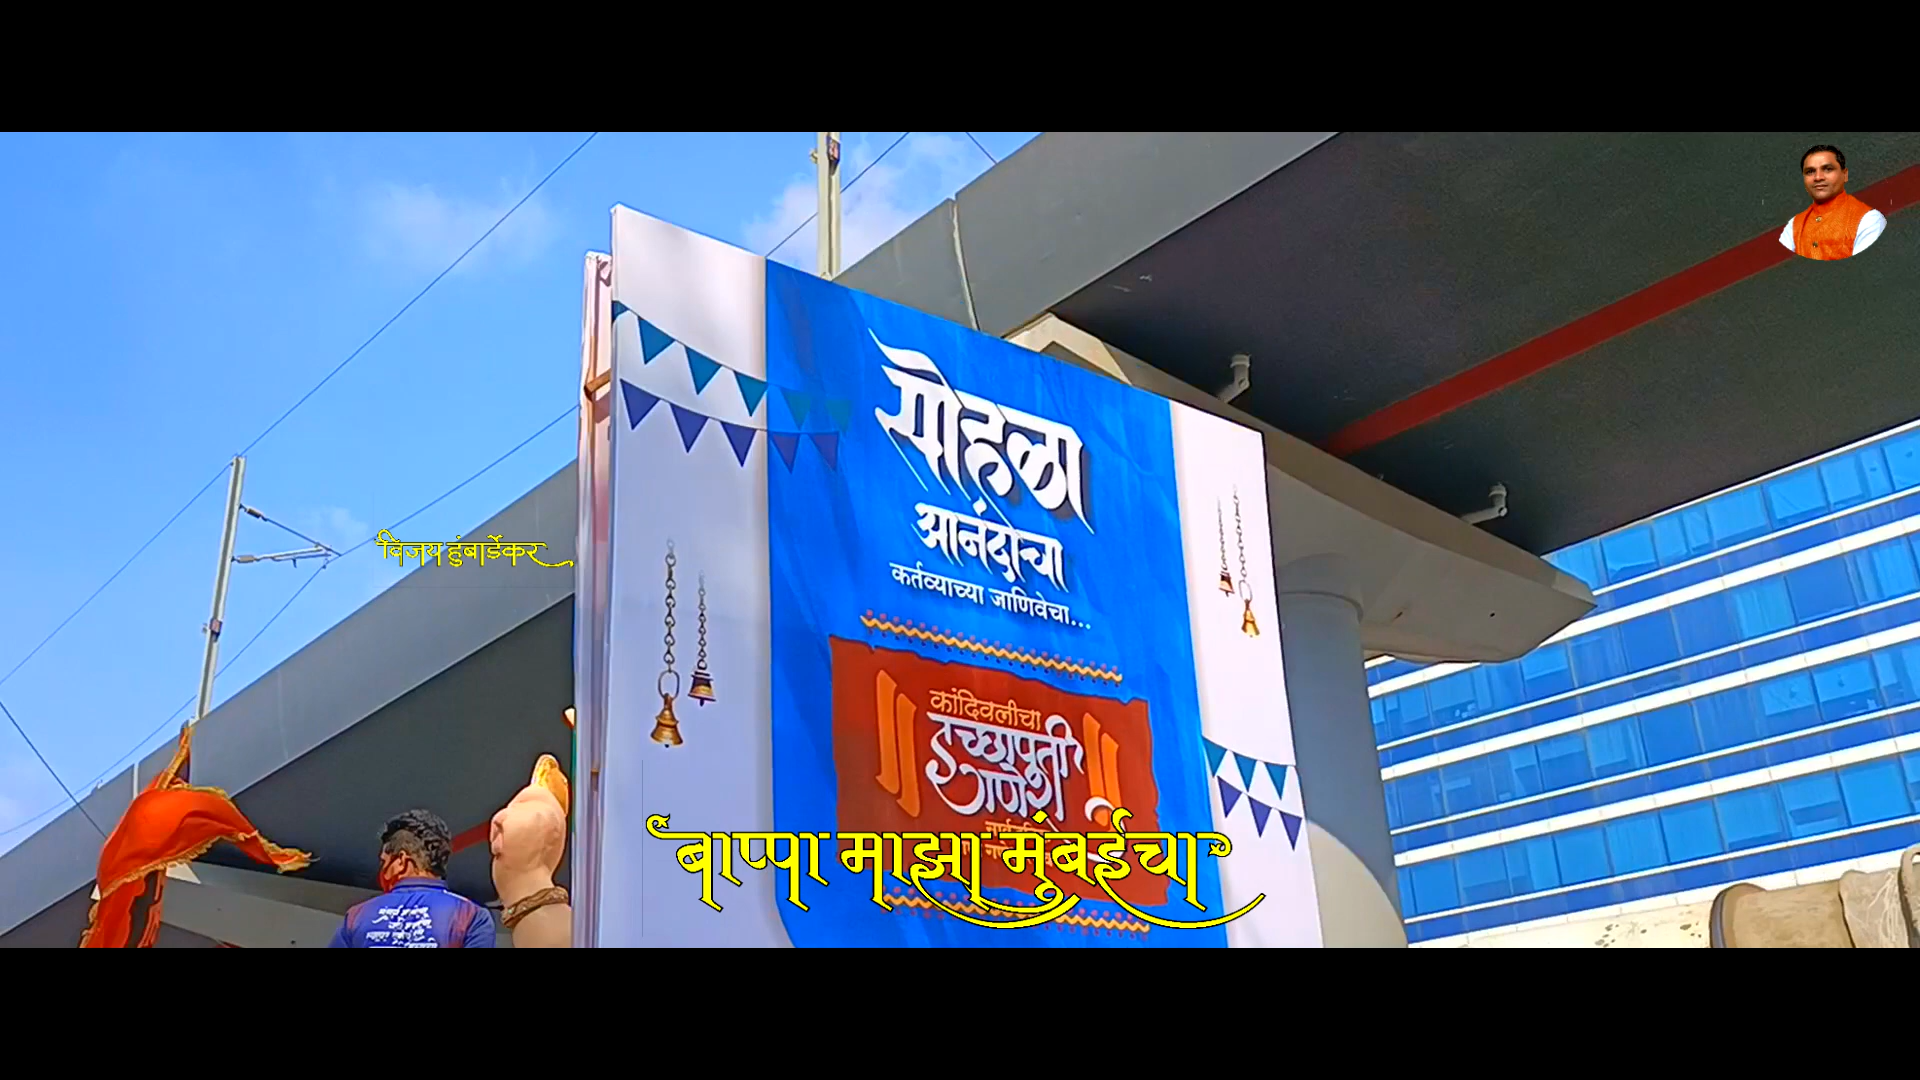 सोहळा
आनंदाचा
कर्तव्याच्या जाणिवेचा...
विजय हुंबार्डेकर
कांदिवलीचा
इच्छापूर्ती
गणेश
बाप्पा माझा मुंबईचा